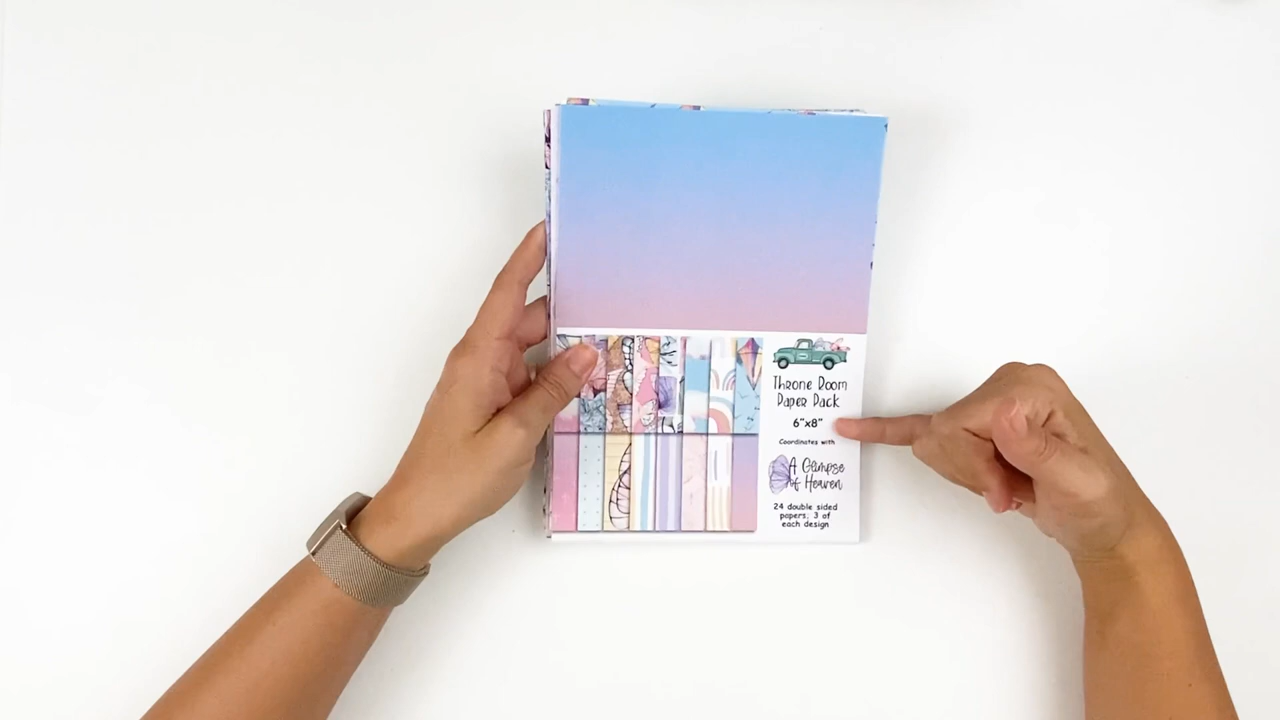 Throne Room
Paper Pack
6"x8"
Coordinates with
A Glimpse
of Heaven
24 double sided
papers, 3 of
each design